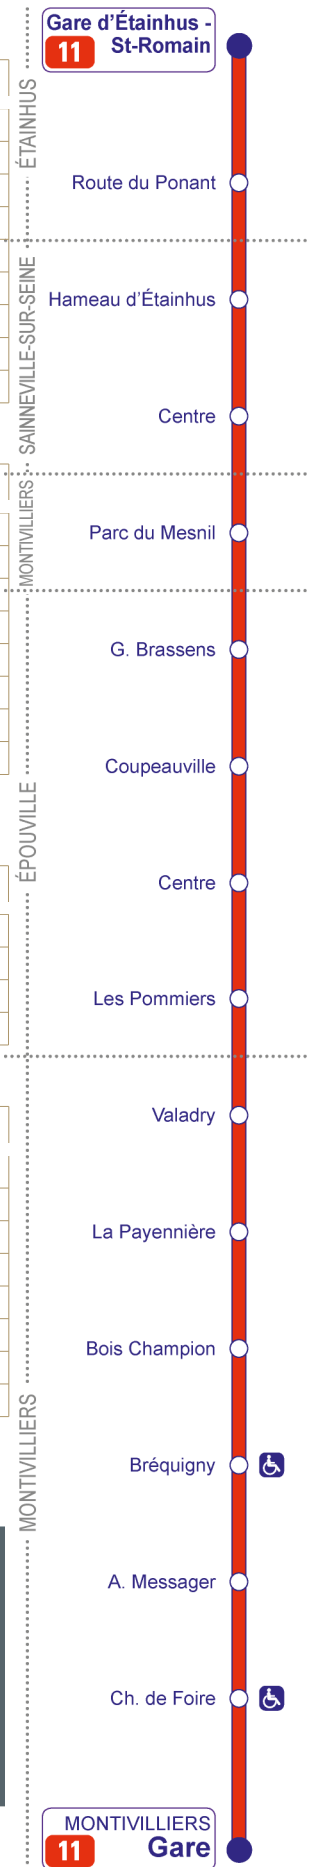 Gare d'Étainhus -
11 St-Romain
ÉTAINHUS
Route du Ponant
SAINNEVILLE-SUR-SEINE
Hameau d'Étainhus
Centre
MONTIVILLIERS
Parc du Mesnil
ÉPOUVILLE
G. Brassens
Coupeauville
Centre
Les Pommiers
MONTIVILLIERS
Valadry
La Payennière
Bois Champion
Bréquigny
A. Messager
Ch. de Foire
MONTIVILLIERS
11 Gare